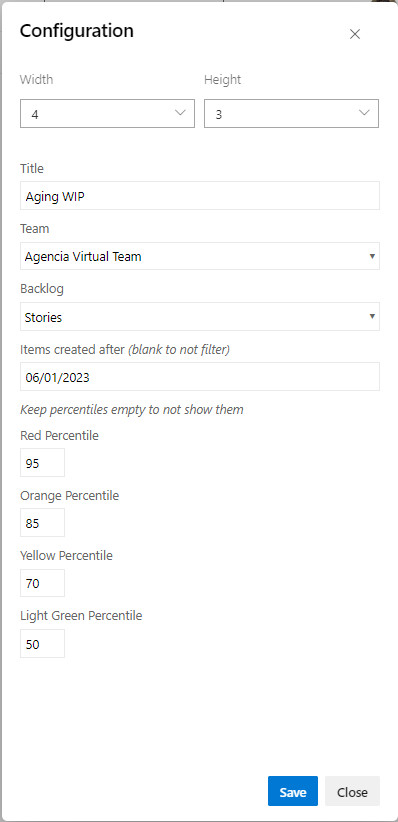 Configuration
Width Height
4 3
Title
Aging WIP
Team
Agencia Virtual Team
Backlog
Stories
Items created after (blank to not filter)
06/01/2023
Keep percentiles empty to not show them
Red Percentile
95
Orange Percentile
85
Yellow Percentile
70
Light Green Percentile
50
Save Close